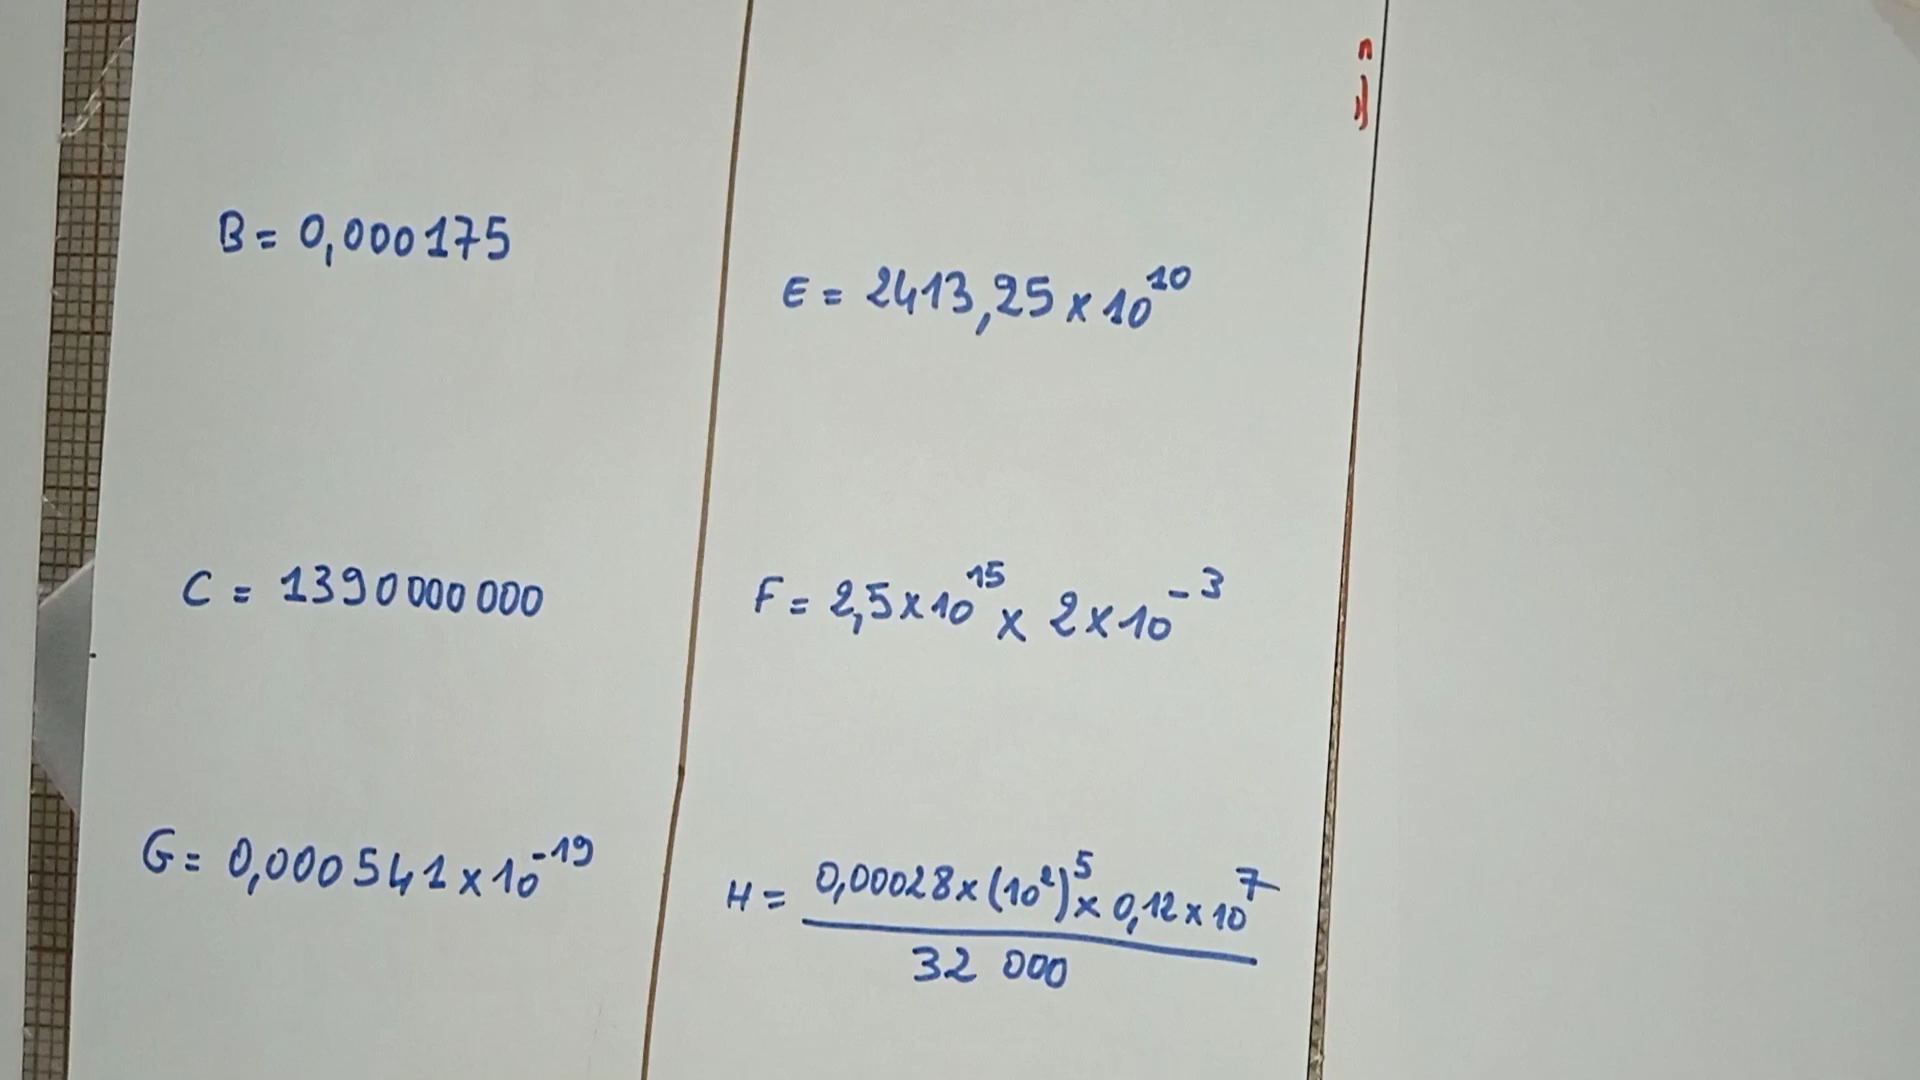 B = 0,000175
C = 1390000000
G = 0,000541 x 10^-19
E = 2413,25 x 10^10
F = 2,5 x 10^15 x 2 x 10^-3
H = 0,00028 x (10^2)^5 x 0,12 x 10^7
32 000